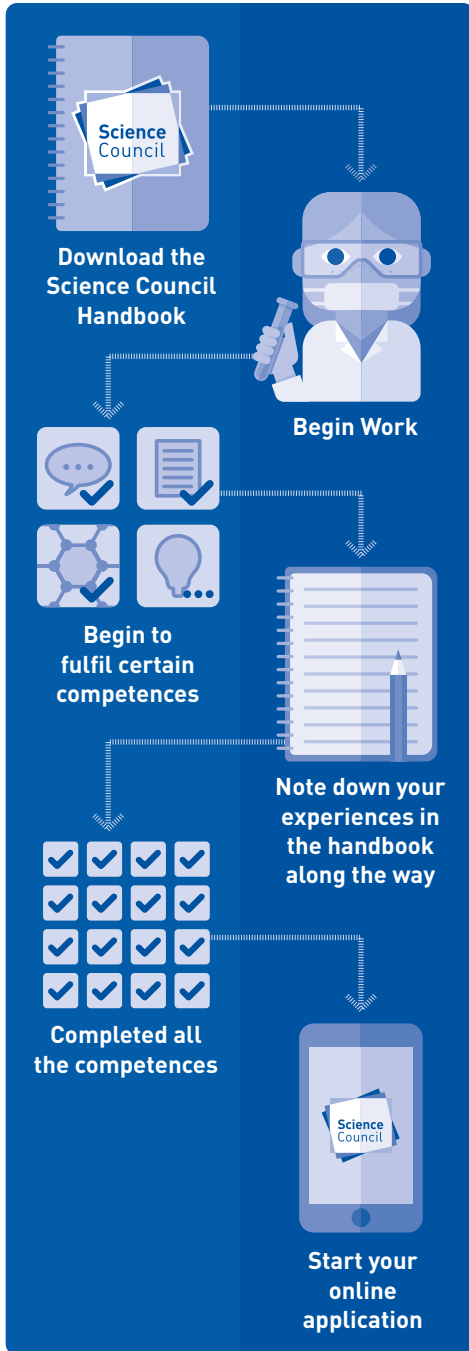 Science
Council
Download the
Science Council
Handbook
Begin Work
Begin to
fulfil certain
competences
Note down your
experiences in
the handbook
along the way
Completed all
the competences
Science
Council
Start your
online
application